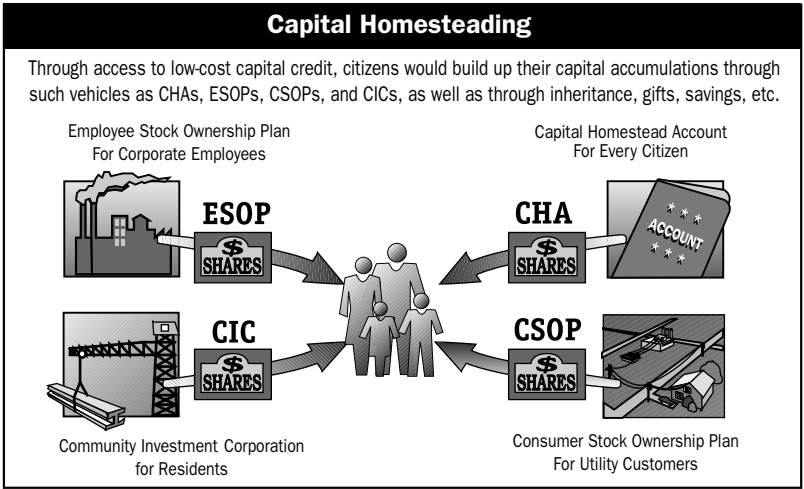 Capital Homesteading
Through access to low-cost capital credit, citizens would build up their capital accumulations through
such vehicles as CHAs, ESOPs, CSOPs, and CICs, as well as through inheritance, gifts, savings, etc.
Employee Stock Ownership Plan
For Corporate Employees
ESOP
$
SHARES
Capital Homestead Account
For Every Citizen
CHA
$
SHARES
* * *
ACCOUNT
* * *
CIC
$
SHARES
Community Investment Corporation
for Residents
CSOP
$
SHARES
Consumer Stock Ownership Plan
For Utility Customers